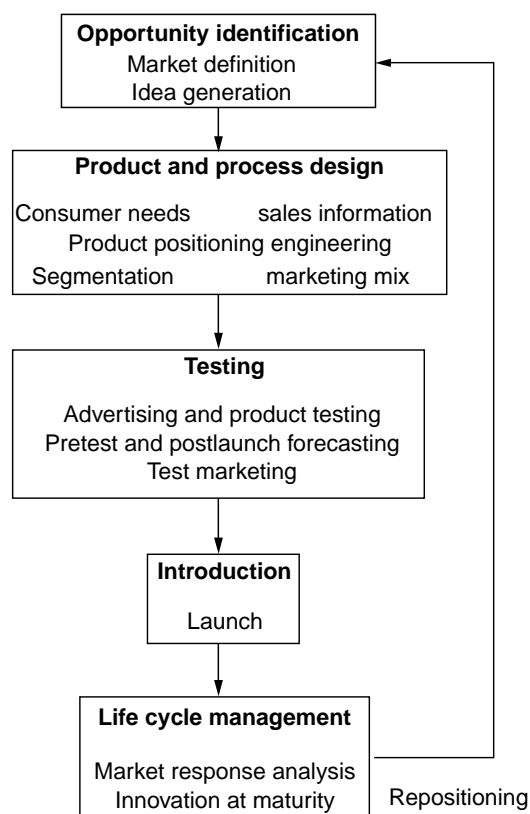 Opportunity identification
Market definition
Idea generation
Product and process design
Consumer needs sales information
Product positioning engineering
Segmentation marketing mix
Testing
Advertising and product testing
Pretest and postlaunch forecasting
Test marketing
Introduction
Launch
Life cycle management
Market response analysis
Innovation at maturity
Repositioning